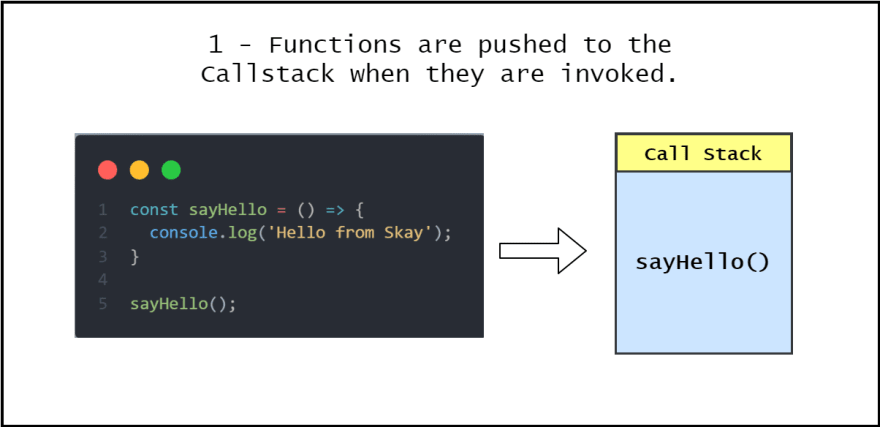 1 - Functions are pushed to the
Callstack when they are invoked.
1 const sayHello = () => {
2 console.log('Hello from Skay');
3 }
4
5 sayHello();
Call Stack
sayHello()